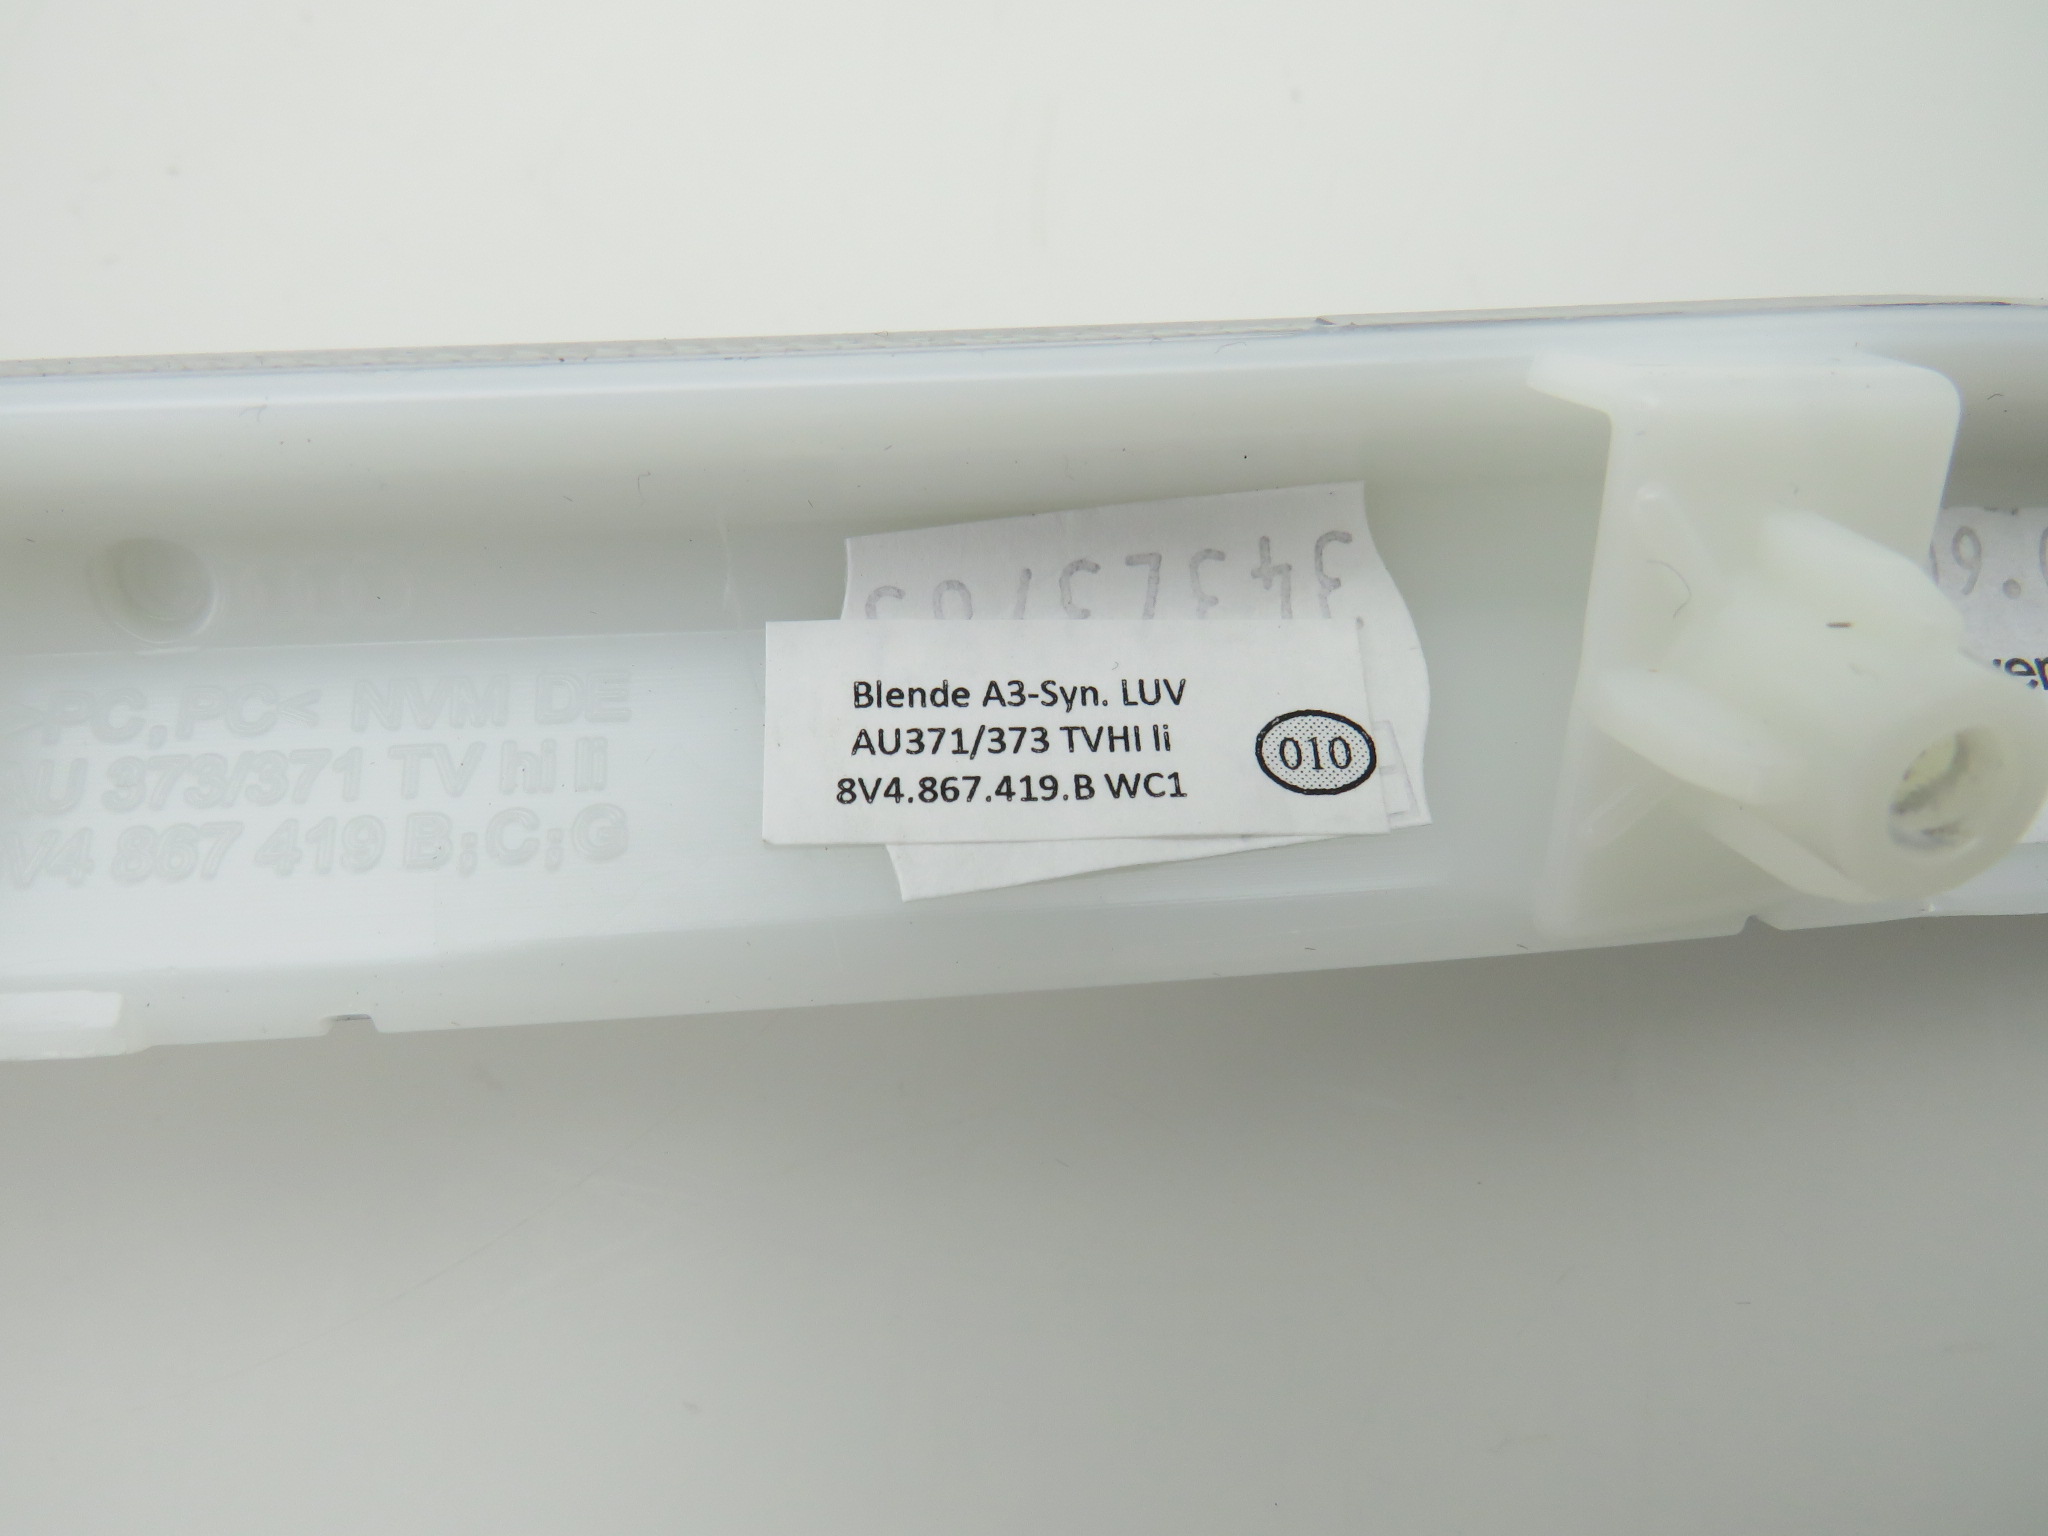 >PC,PC< NVM DE
AU 373/371 TV hi li
8V4 867 419 B;C;G
Blende A3-Syn. LUV
AU371/373 TVHI li
8V4.867.419.B WC1
010